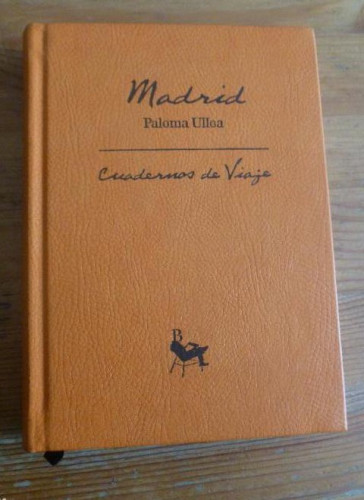 Madrid
Paloma Ulloa
Cuadernos de Viaje
B